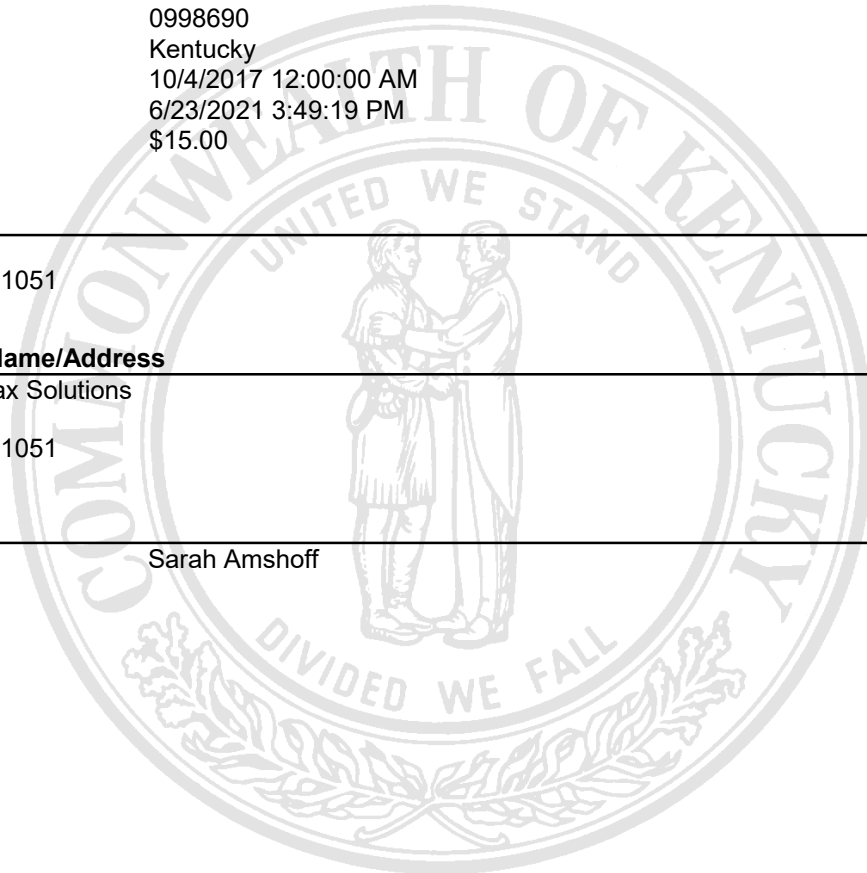 0998690
Kentucky
10/4/2017 12:00:00 AM
6/23/2021 3:49:19 PM
$15.00
COMMONWEALTH OF KENTUCKY
UNITED WE STAND
1051
Name/Address
ax Solutions
1051
Sarah Amshoff
DIVIDED WE FALL